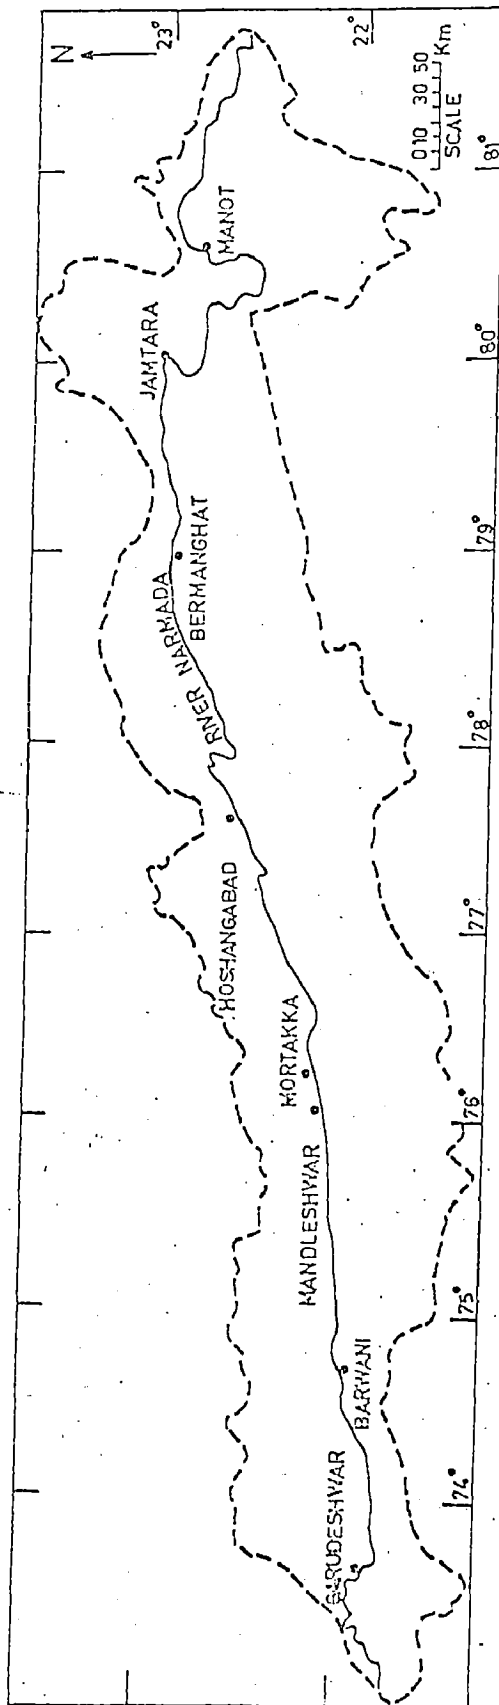 N
23°
22°
MANOT
JAMTARA
BERMANGHAT
RIVER NARMADA
HOSHANGABAD
MORTAKKA
MANDLESHWAR
BARWANI
GARUDESHWAR
0 10 30 50
Km
SCALE
74°
75°
76°
77°
78°
79°
80°
81°